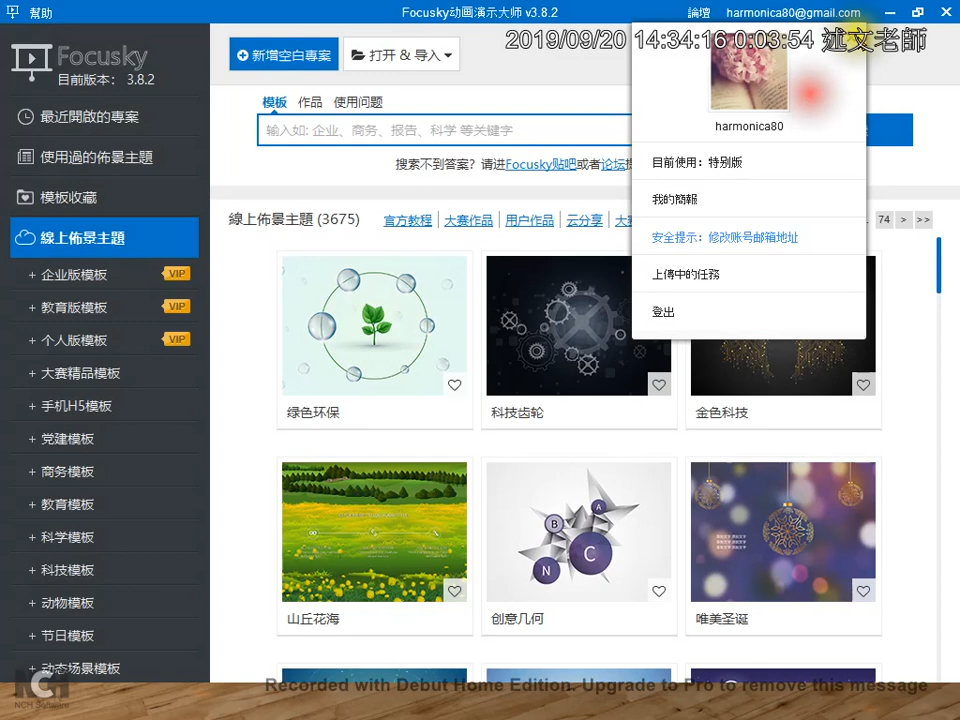 幫助
Focusky动画演示大师 v3.8.2
論壇
harmonica80@gmail.com
2019/09/20 14:34:16 0:03:54 述文老師
Focusky
目前版本： 3.8.2
新增空白專案
打开 & 导入
最近開啟的專案
使用過的佈景主題
模板收藏
線上佈景主題
+ 企业版模板 VIP
+ 教育版模板 VIP
+ 个人版模板 VIP
+ 大赛精品模板
+ 手机H5模板
+ 党建模板
+ 商务模板
+ 教育模板
+ 科学模板
+ 科技模板
+ 动物模板
+ 节日模板
+ 动态场景模板
模板 作品 使用问题
输入如: 企业、商务、报告、科学 等关键字
搜索不到答案？请进Focusky贴吧或者论坛
線上佈景主題 (3675)
官方教程 | 大赛作品 | 用户作品 | 云分享 | 大
74 > >>
harmonica80
目前使用：特别版
我的簡報
安全提示：修改账号邮箱地址
上傳中的任務
登出
绿色环保
科技齿轮
金色科技
A
B
C
N
山丘花海
创意几何
唯美圣诞
NCH Software
Recorded with Debut Home Edition. Upgrade to Pro to remove this message